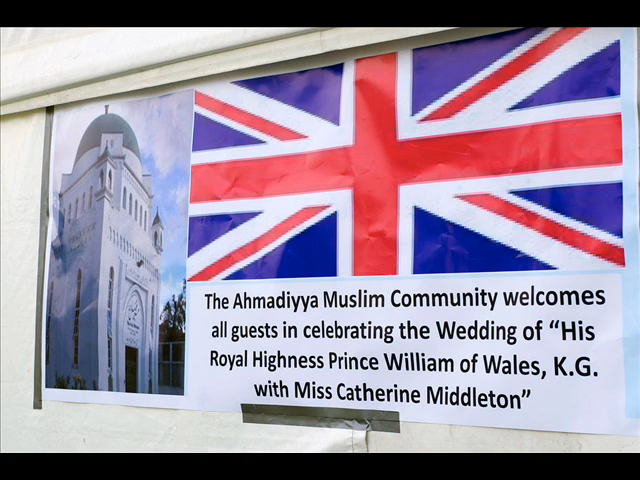 The Ahmadiyya Muslim Community welcomes
all guests in celebrating the Wedding of “His
Royal Highness Prince William of Wales, K.G.
with Miss Catherine Middleton”